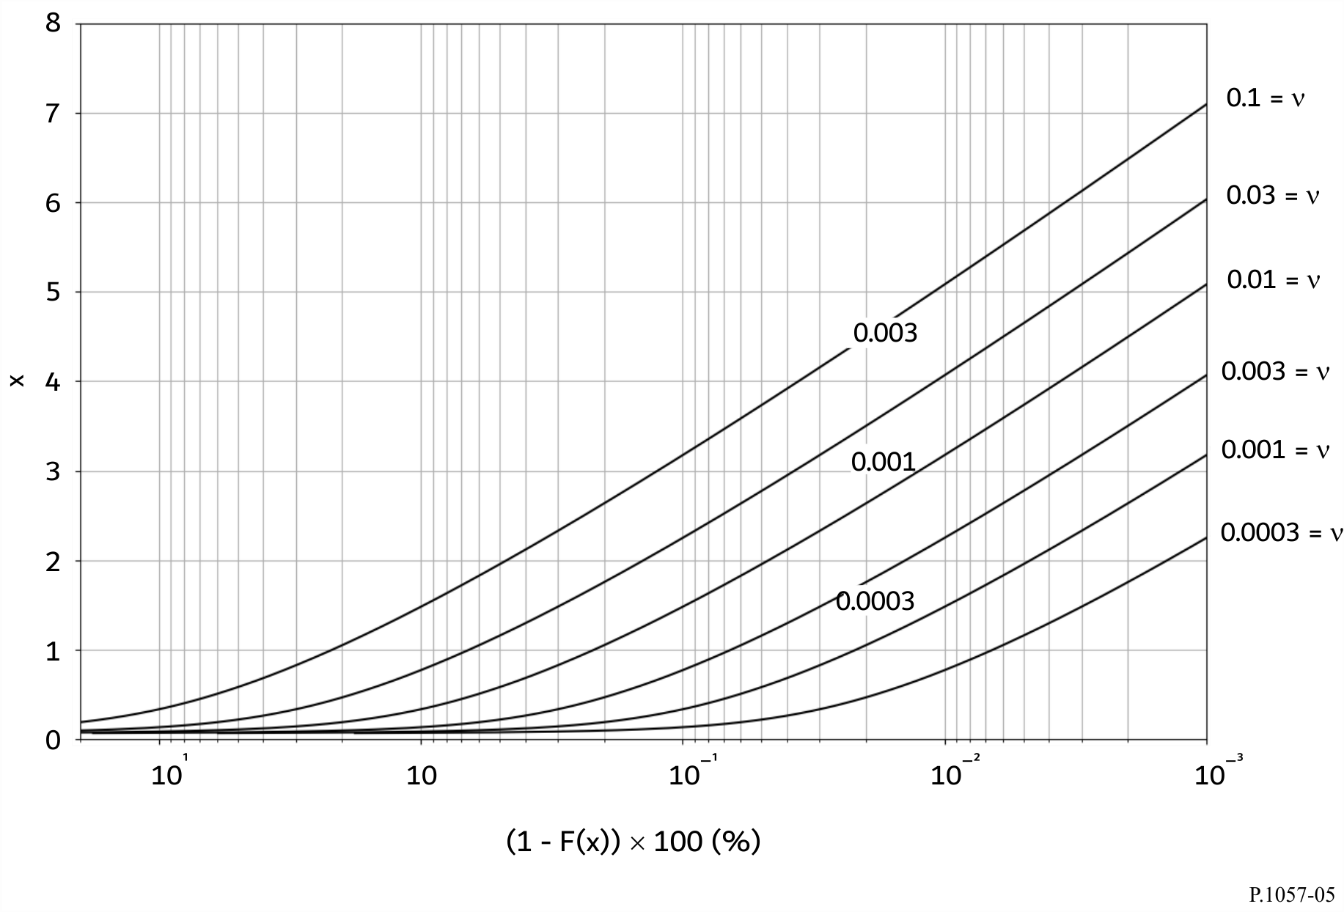 8
0.1 = ν
7
0.03 = ν
6
0.01 = ν
5
0.003
0.003 = ν
x
4
0.001
0.001 = ν
3
0.0003 = ν
2
0.0003
1
0
10¹ 10 10⁻¹ 10⁻² 10⁻³
(1 - F(x)) × 100 (%)
P.1057-05